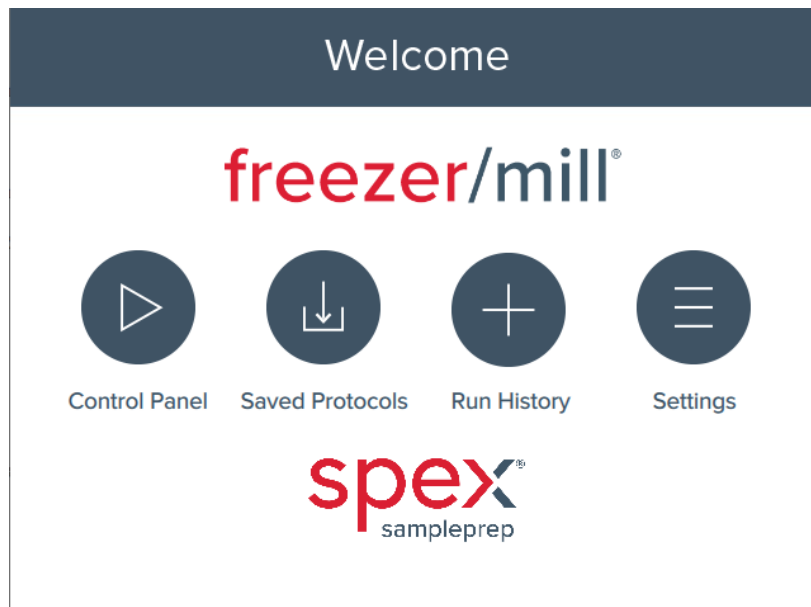 Welcome
freezer/mill®
Control Panel Saved Protocols Run History Settings
spex®
sampleprep